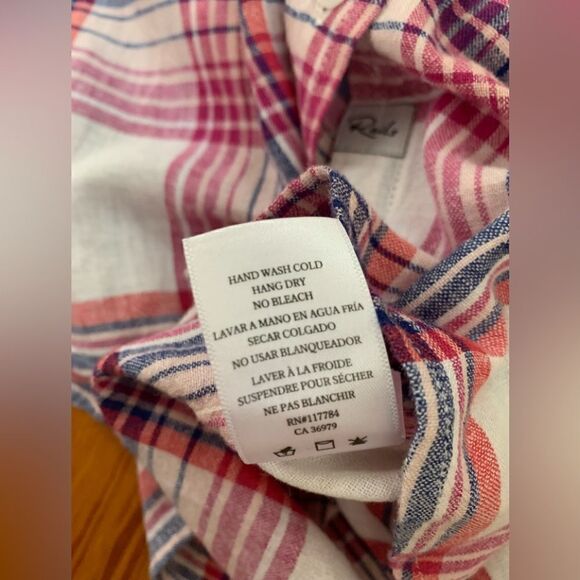 Rails
HAND WASH COLD
HANG DRY
NO BLEACH
LAVAR A MANO EN AGUA FRÍA
SECAR COLGADO
NO USAR BLANQUEADOR
LAVER À LA FROIDE
SUSPENDRE POUR SÉCHER
NE PAS BLANCHIR
RN#117784
CA 36979